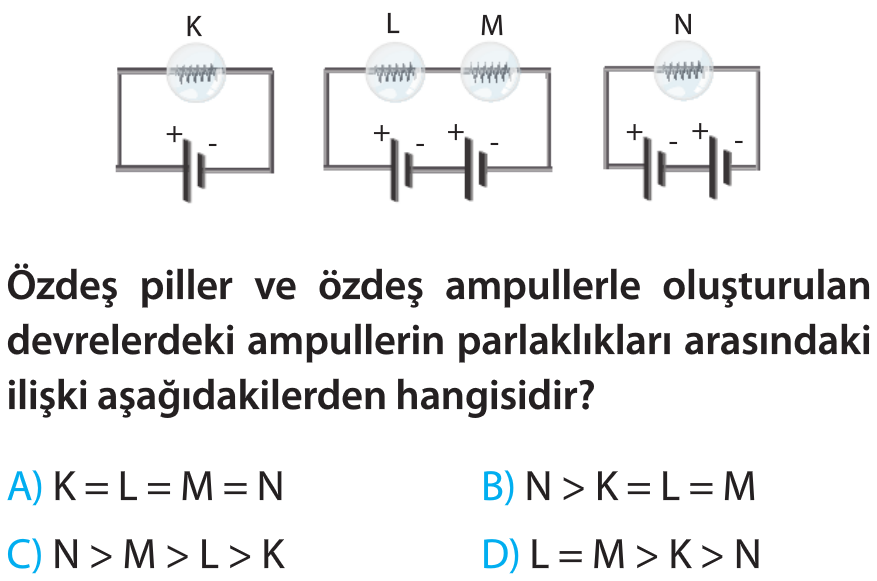 K L M N
+ - + - + - + - + -
Özdeş piller ve özdeş ampullerle oluşturulan
devrelerdeki ampullerin parlaklıkları arasındaki
ilişki aşağıdakilerden hangisidir?
A) K = L = M = N B) N > K = L = M
C) N > M > L > K D) L = M > K > N